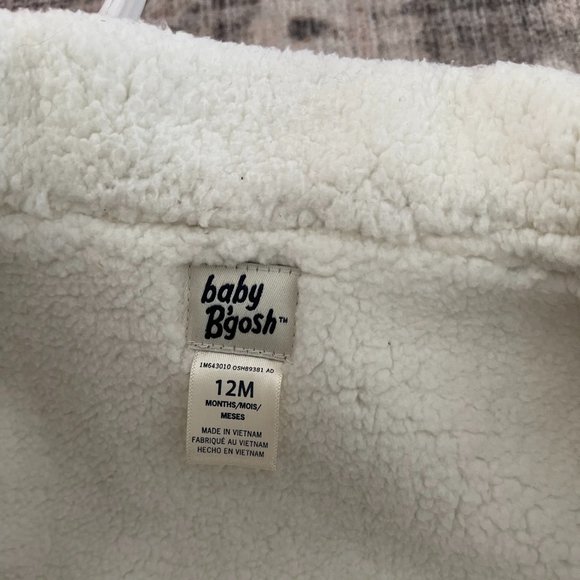 baby
B'gosh™
1M643010 OSH89381 AD
12M
MONTHS/MOIS/
MESES
MADE IN VIETNAM
FABRIQUÉ AU VIETNAM
HECHO EN VIETNAM